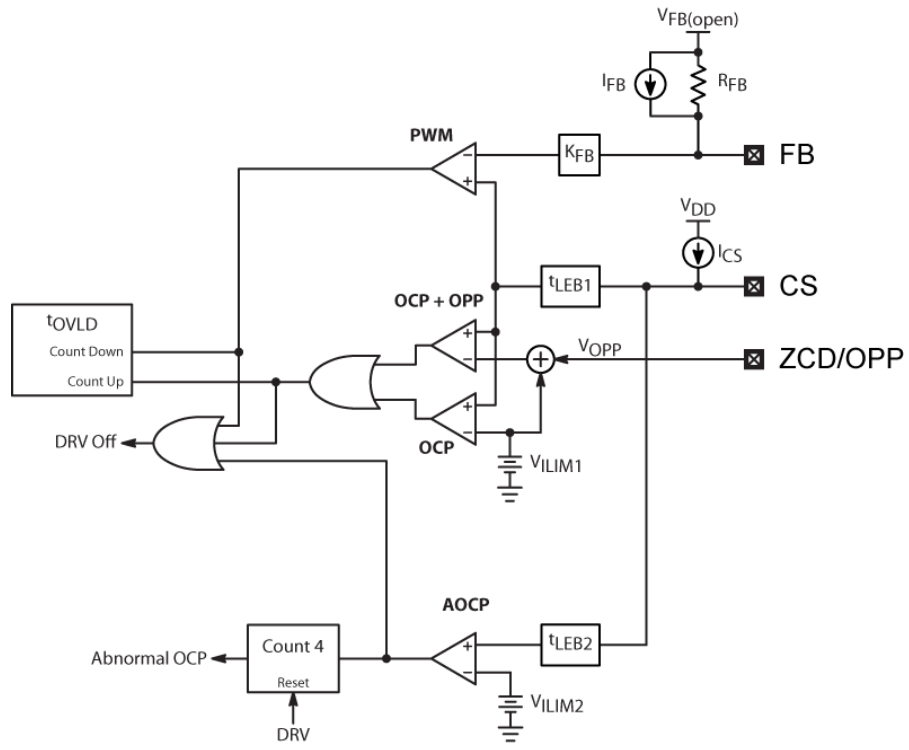 VFB(open)
IFB
RFB
PWM
KFB
FB
VDD
ICS
tLEB1
CS
OCP + OPP
tOVLD
Count Down
Count Up
VOPP
ZCD/OPP
DRV Off
OCP
VILIM1
AOCP
Abnormal OCP
Count 4
tLEB2
Reset
VILIM2
DRV